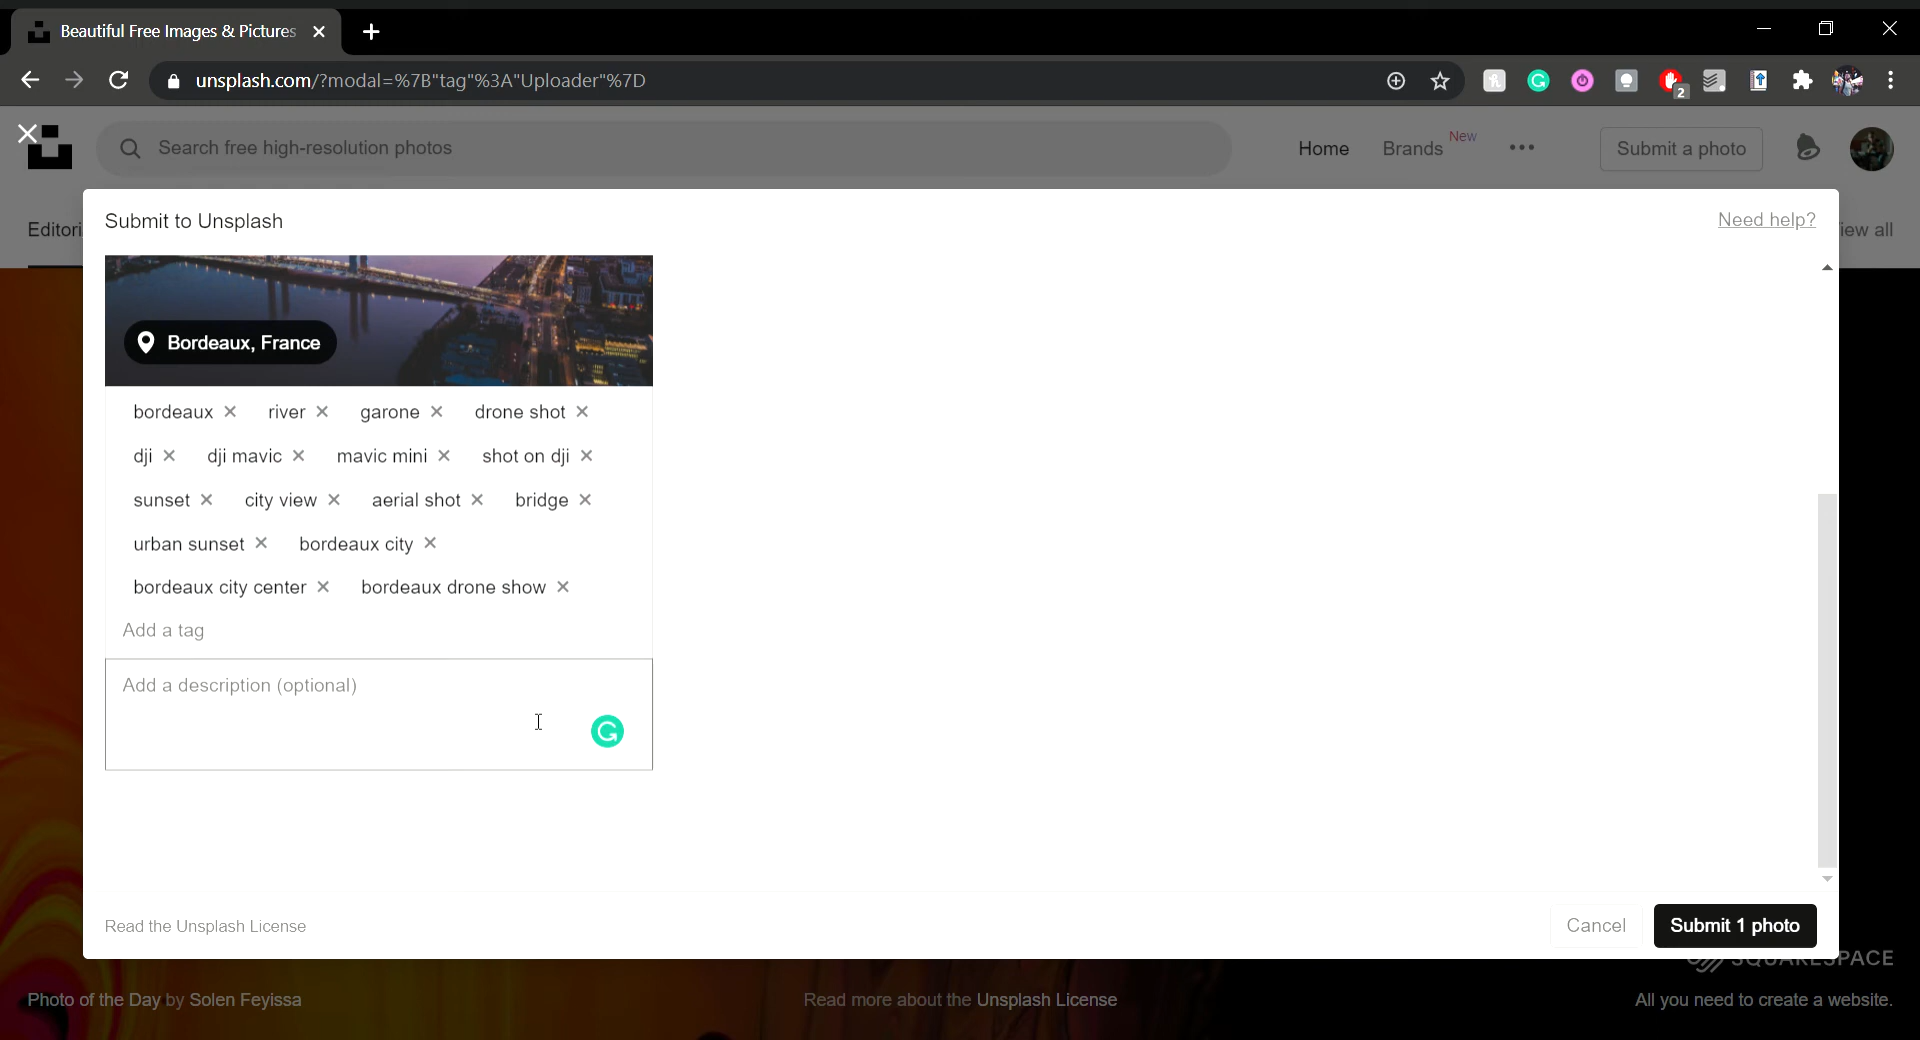 Beautiful Free Images & Pictures
unsplash.com/?modal=%7B"tag"%3A"Uploader"%7D
2
Search free high-resolution photos
Home
Brands
New
Submit a photo
Editori
iew all
Submit to Unsplash
Need help?
Bordeaux, France
bordeaux × river × garone × drone shot ×
dji × dji mavic × mavic mini × shot on dji ×
sunset × city view × aerial shot × bridge ×
urban sunset × bordeaux city ×
bordeaux city center × bordeaux drone show ×
Add a tag
Add a description (optional)
Read the Unsplash License
Cancel
Submit 1 photo
SQUARESPACE
Photo of the Day by Solen Feyissa
Read more about the Unsplash License
All you need to create a website.